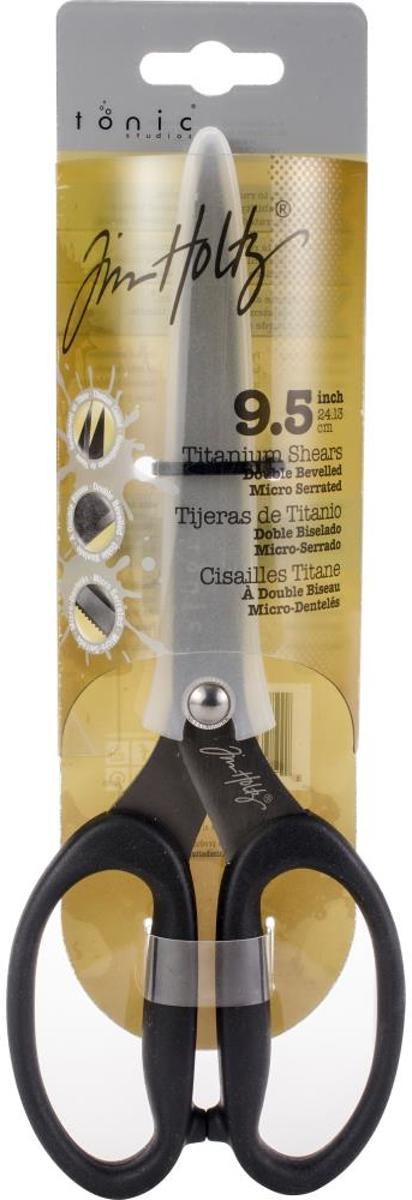 tonic®
studios
Tim Holtz®
9.5 inch
24.13
cm
Titanium Shears
Double Bevelled
Micro Serrated
Tijeras de Titanio
Doble Biselado
Micro-Serrado
Cisailles Titane
À Double Biseau
Micro-Dentelés
Tim Holtz®